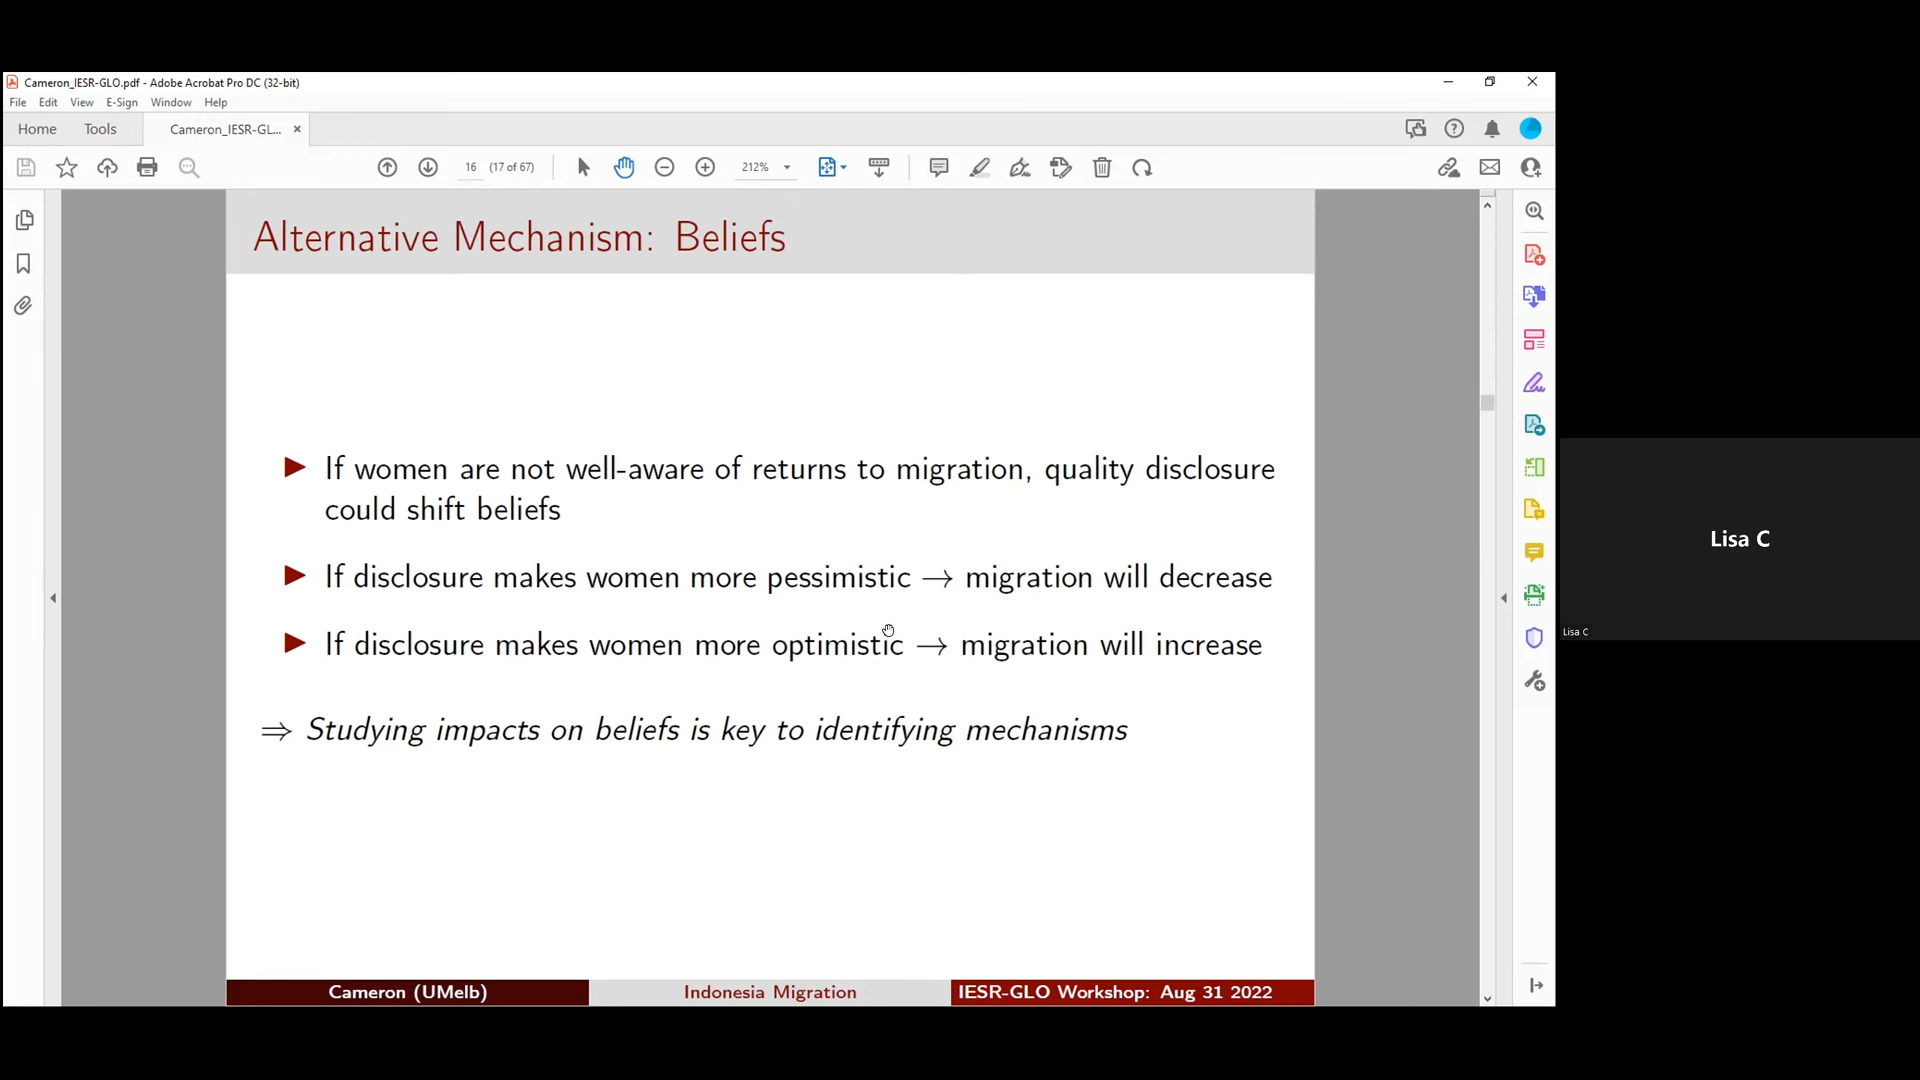 Cameron_IESR-GLO.pdf - Adobe Acrobat Pro DC (32-bit)
File Edit View E-Sign Window Help
Home Tools Cameron_IESR-GL... ×
16 (17 of 67) 212%
Alternative Mechanism: Beliefs
▶ If women are not well-aware of returns to migration, quality disclosure
could shift beliefs
▶ If disclosure makes women more pessimistic → migration will decrease
▶ If disclosure makes women more optimistic → migration will increase
⇒ Studying impacts on beliefs is key to identifying mechanisms
Cameron (UMelb) Indonesia Migration IESR-GLO Workshop: Aug 31 2022
Lisa C
Lisa C